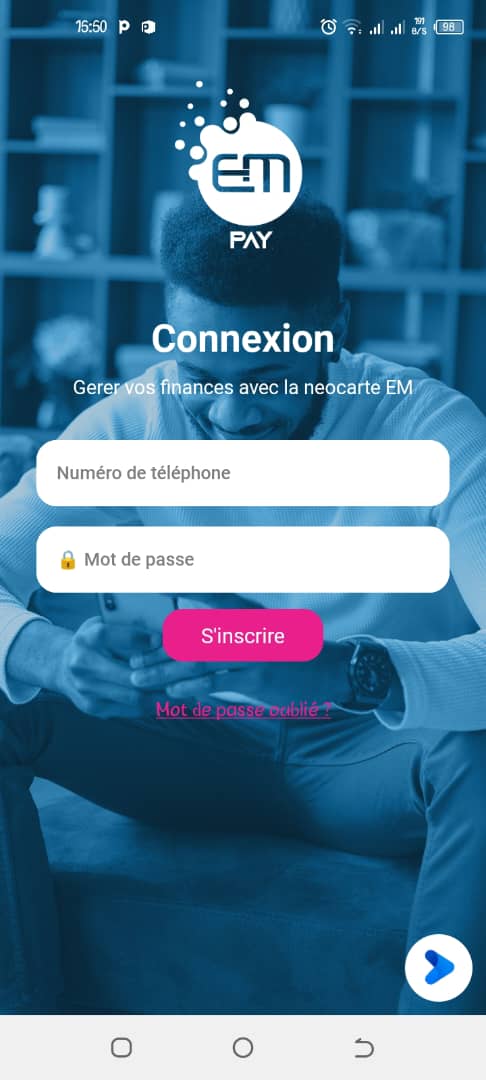 15:50
191
B/S
98
EM
PAY
Connexion
Gerer vos finances avec la neocarte EM
Numéro de téléphone
Mot de passe
S'inscrire
Mot de passe oublié ?